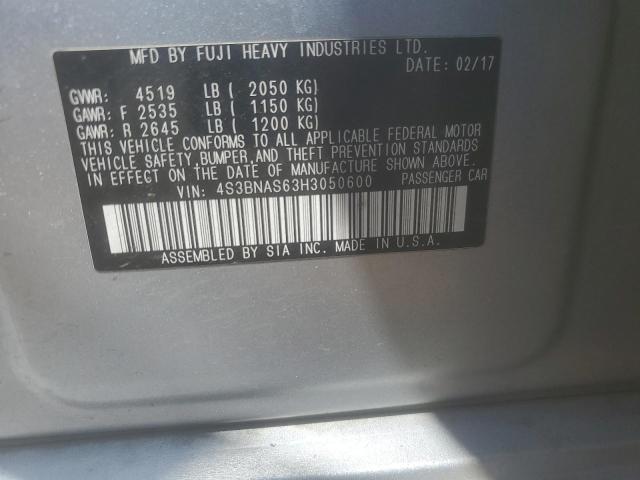 MFD BY FUJI HEAVY INDUSTRIES LTD.
DATE: 02/17
GVWR: 4519 LB ( 2050 KG)
GAWR: F 2535 LB ( 1150 KG)
GAWR: R 2645 LB ( 1200 KG)
THIS VEHICLE CONFORMS TO ALL APPLICABLE FEDERAL MOTOR
VEHICLE SAFETY, BUMPER, AND THEFT PREVENTION STANDARDS
IN EFFECT ON THE DATE OF MANUFACTURE SHOWN ABOVE.
VIN: 4S3BNAS63H3050600 PASSENGER CAR
ASSEMBLED BY SIA INC. MADE IN U.S.A.